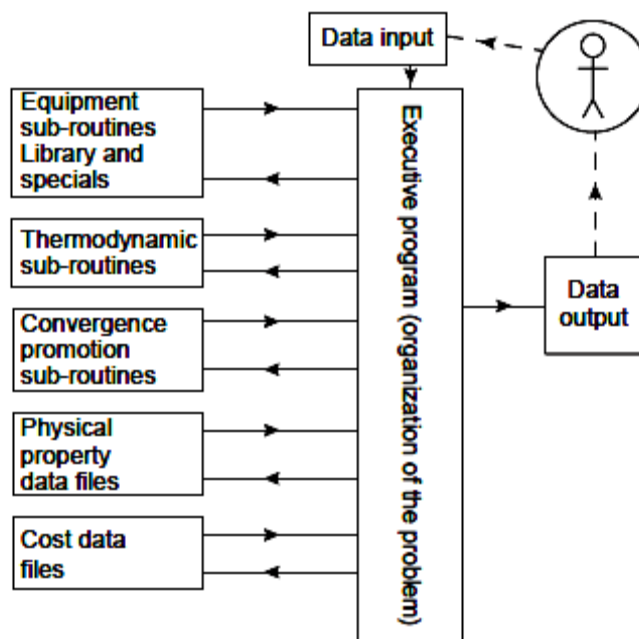 Data input
Equipment
sub-routines
Library and
specials
Thermodynamic
sub-routines
Convergence
promotion
sub-routines
Physical
property
data files
Cost data
files
Executive program (organization of the problem)
Data
output